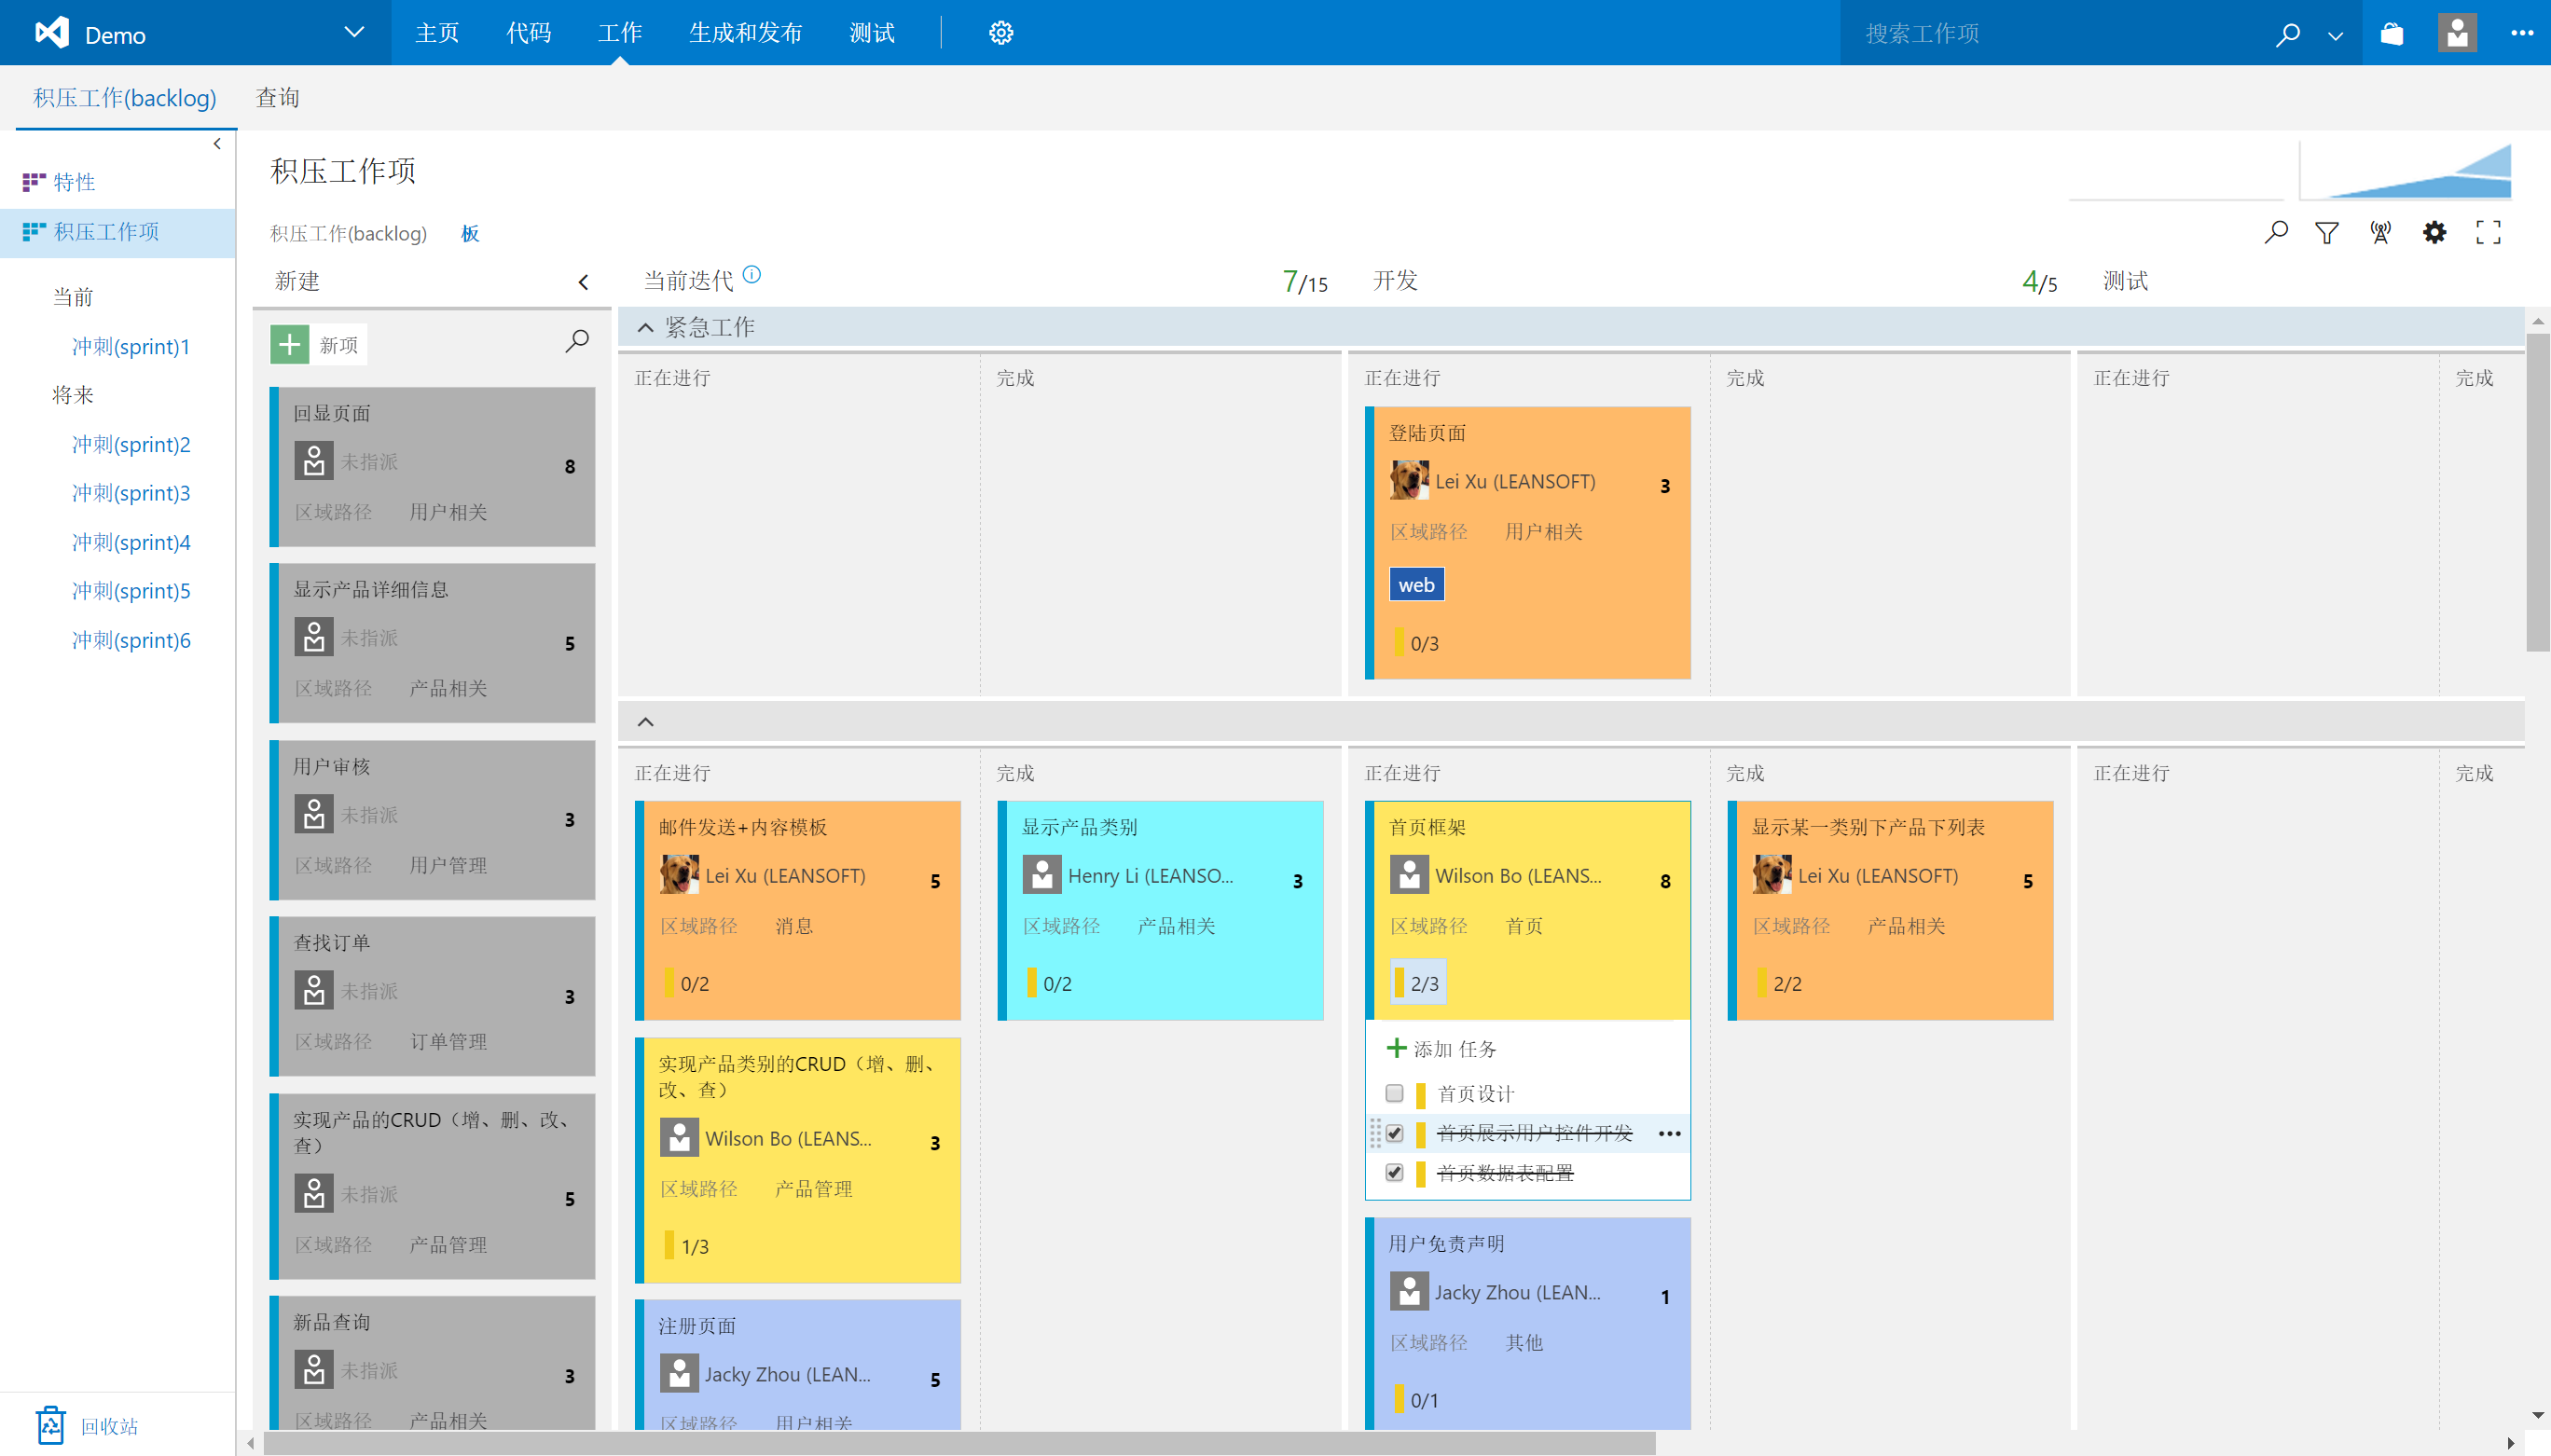 Demo
主页
代码
工作
生成和发布
测试
搜索工作项
积压工作(backlog)
查询
特性
积压工作项
当前
冲刺(sprint)1
将来
冲刺(sprint)2
冲刺(sprint)3
冲刺(sprint)4
冲刺(sprint)5
冲刺(sprint)6
回收站
积压工作项
积压工作(backlog)
板
新建
当前迭代
7/15
开发
4/5
测试
新项
回显页面
未指派
8
区域路径 用户相关
显示产品详细信息
未指派
5
区域路径 产品相关
用户审核
未指派
3
区域路径 用户管理
查找订单
未指派
3
区域路径 订单管理
实现产品的CRUD（增、删、改、
查）
未指派
5
区域路径 产品管理
新品查询
未指派
3
区域路径 产品相关
紧急工作
正在进行
完成
正在进行
完成
正在进行
完成
登陆页面
Lei Xu (LEANSOFT)
3
区域路径 用户相关
web
0/3
正在进行
完成
正在进行
完成
正在进行
完成
邮件发送+内容模板
Lei Xu (LEANSOFT)
5
区域路径 消息
0/2
实现产品类别的CRUD（增、删、
改、查）
Wilson Bo (LEANS...
3
区域路径 产品管理
1/3
注册页面
Jacky Zhou (LEAN...
5
区域路径 用户相关
显示产品类别
Henry Li (LEANSO...
3
区域路径 产品相关
0/2
首页框架
Wilson Bo (LEANS...
8
区域路径 首页
2/3
添加 任务
首页设计
首页展示用户控件开发
首页数据表配置
用户免责声明
Jacky Zhou (LEAN...
1
区域路径 其他
0/1
显示某一类别下产品下列表
Lei Xu (LEANSOFT)
5
区域路径 产品相关
2/2